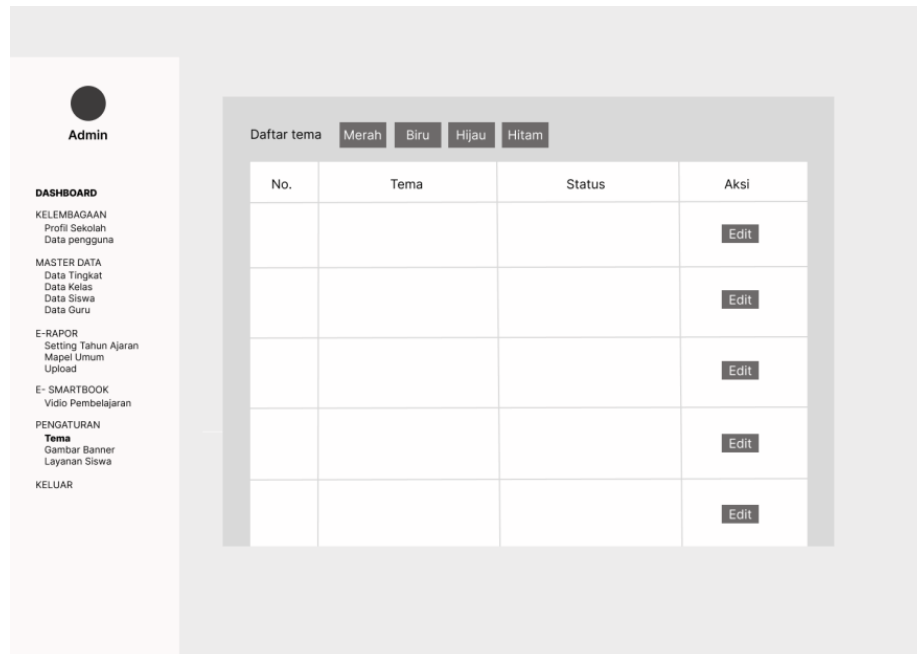 Admin
DASHBOARD
KELEMBAGAAN
Profil Sekolah
Data pengguna
MASTER DATA
Data Tingkat
Data Kelas
Data Siswa
Data Guru
E-RAPOR
Setting Tahun Ajaran
Mapel Umum
Upload
E- SMARTBOOK
Vidio Pembelajaran
PENGATURAN
Tema
Gambar Banner
Layanan Siswa
KELUAR
Daftar tema Merah Biru Hijau Hitam
No. Tema Status Aksi
Edit
Edit
Edit
Edit
Edit